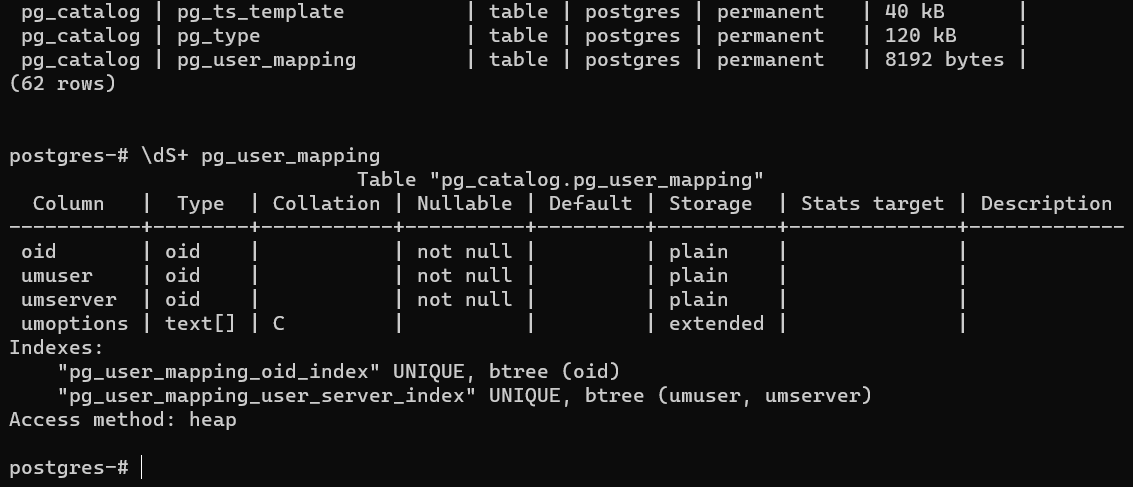 pg_catalog | pg_ts_template          | table | postgres | permanent   | 40 kB      |
 pg_catalog | pg_type                 | table | postgres | permanent   | 120 kB     |
 pg_catalog | pg_user_mapping         | table | postgres | permanent   | 8192 bytes |
(62 rows)
postgres-# \dS+ pg_user_mapping
                             Table "pg_catalog.pg_user_mapping"
  Column   |  Type  | Collation | Nullable | Default | Storage  | Stats target | Description
-----------+--------+-----------+----------+---------+----------+--------------+-------------
 oid       | oid    |           | not null |         | plain    |              |
 umuser    | oid    |           | not null |         | plain    |              |
 umserver  | oid    |           | not null |         | plain    |              |
 umoptions | text[] | C         |          |         | extended |              |
Indexes:
    "pg_user_mapping_oid_index" UNIQUE, btree (oid)
    "pg_user_mapping_user_server_index" UNIQUE, btree (umuser, umserver)
Access method: heap
postgres-#